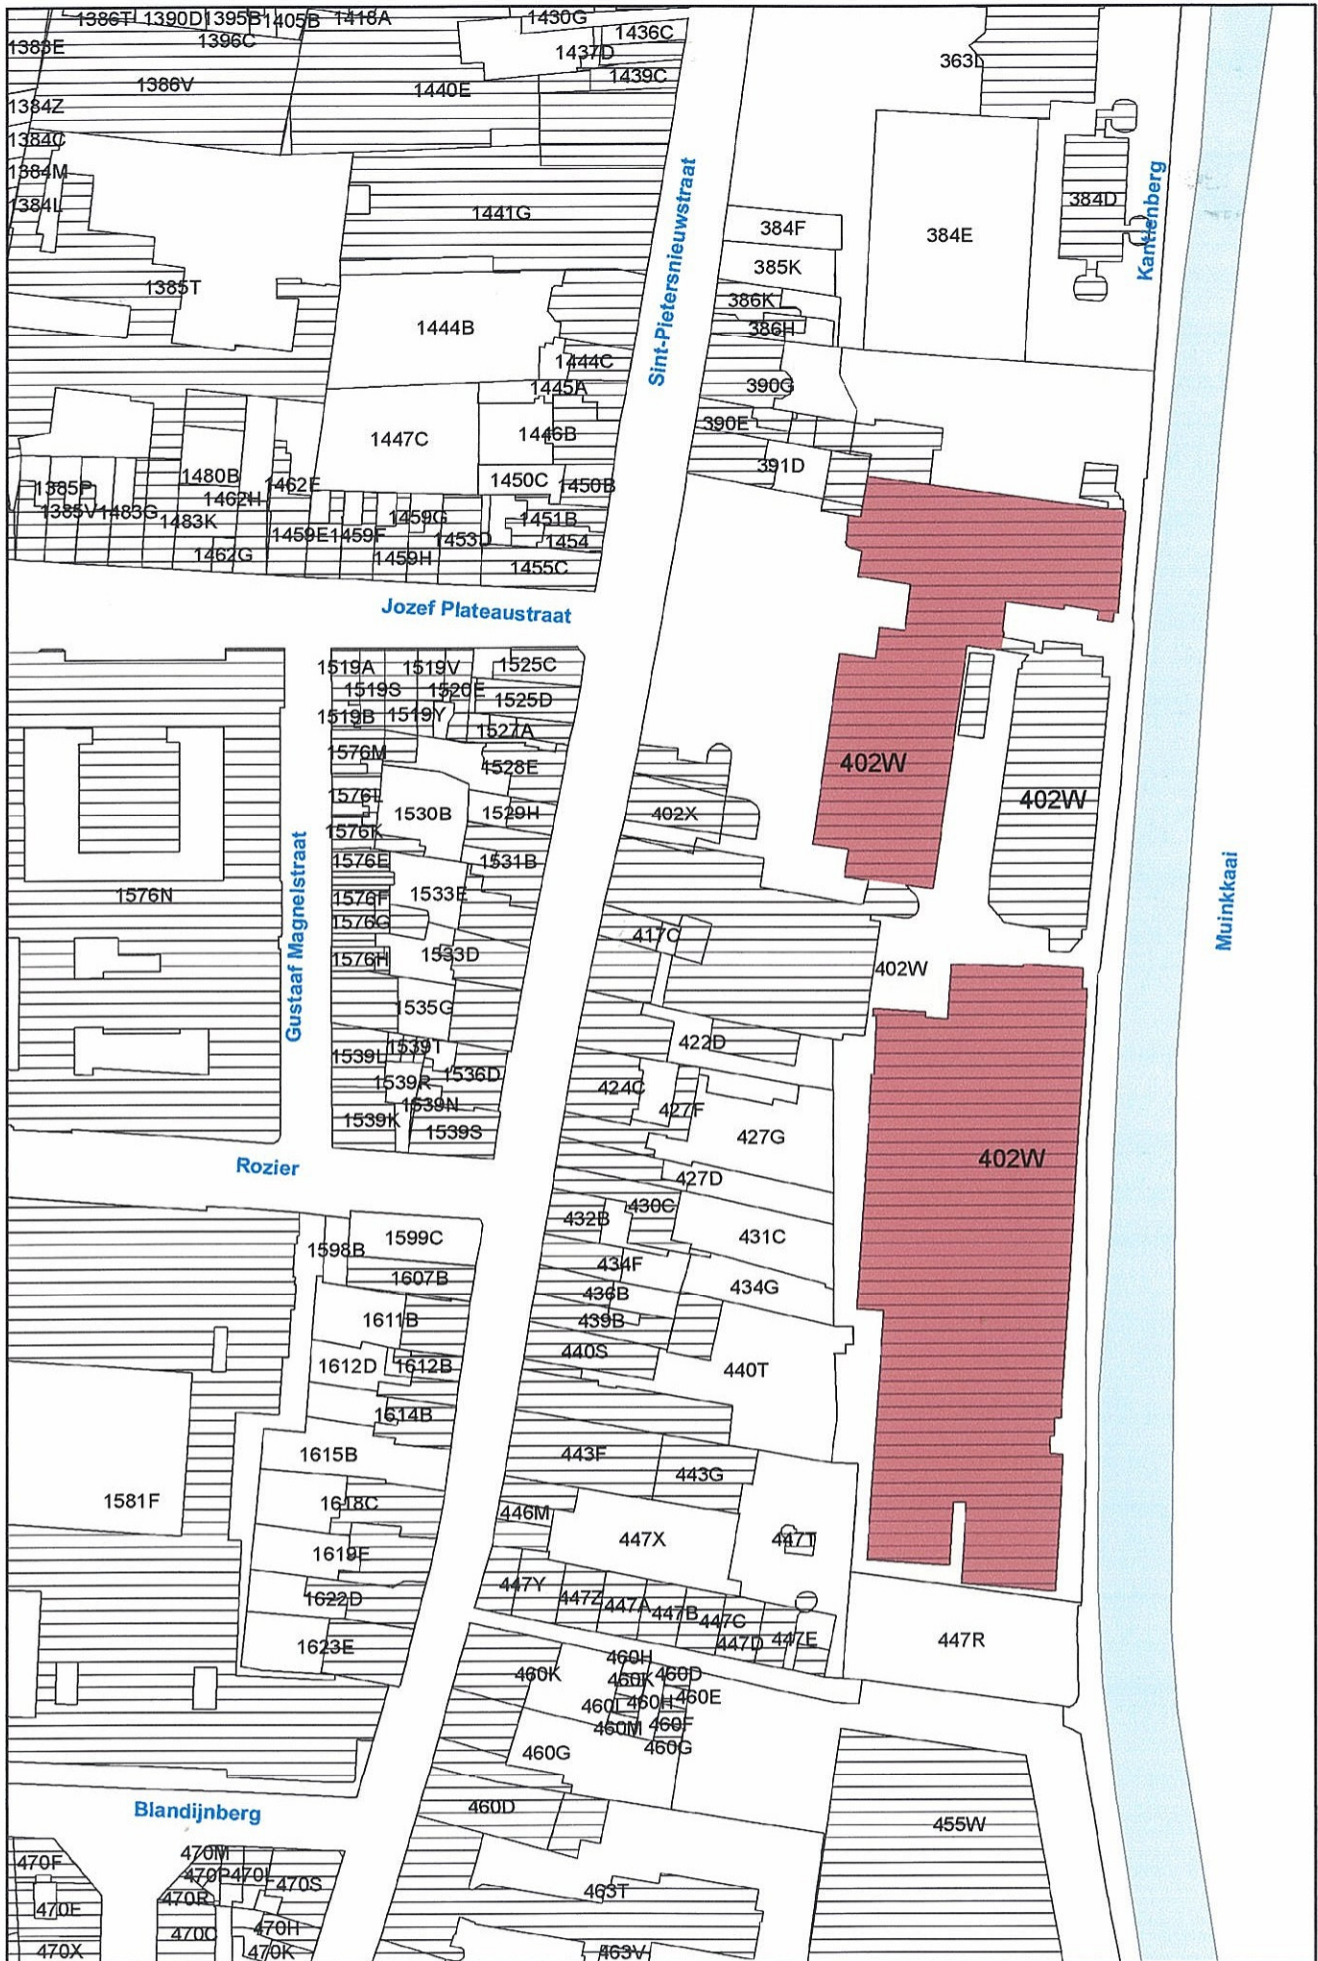 1386T 1390D 1395B 1405B 1418A 1430G
1383E 1396C 1436C
1437D 363L
1386V 1440E 1439C
1384Z
1384C
1384M
1384L 1441G 384F 384D
385K 384E Kantienberg
1385T 386K
1444B 386H
Sint-Pietersnieuwstraat
1444C
1445A 390G
1447C 1446B 390E
391D
1480B 1450C 1450B
1385P 1462H 1462E
1385V 1483G 1483K 1459G 1451B
1459E 1459F 1453D 1454
1462G 1459H 1455C
Jozef Plateaustraat
1519A 1519V 1525C
1519S 1520E 1525D
1519B 1519Y 1527A
1576M 1528E 402W
1576L 1530B 1529H 402X 402W
1576K
1576E 1531B
1576N 1576F 1533E
1576G 417C
Gustaaf Magnelstraat
Muinkkaai
1576H 1533D 402W
1535G
1539T 422D
1539L 1536D
1539R 424C
1539N 427F
1539K 1539S 427G
402W
Rozier 427D
430C
432B
1598B 1599C 431C
1607B 434F 434G
436B
1611B 439B
440S
1612D 1612B 440T
1614B
1615B 443F 443G
1581F 1618C 446M
1619F 447X 447T
1622D 447Y 447Z 447A 447B 447C
1623E 447D 447E 447R
460H
460K 460K 460D
460L 460H 460E
460M 460F
460G 460G
Blandijnberg 460D 455W
470M
470F 470P 470L 470S
470R 463T
470E
470C 470H
470X 470K 463V